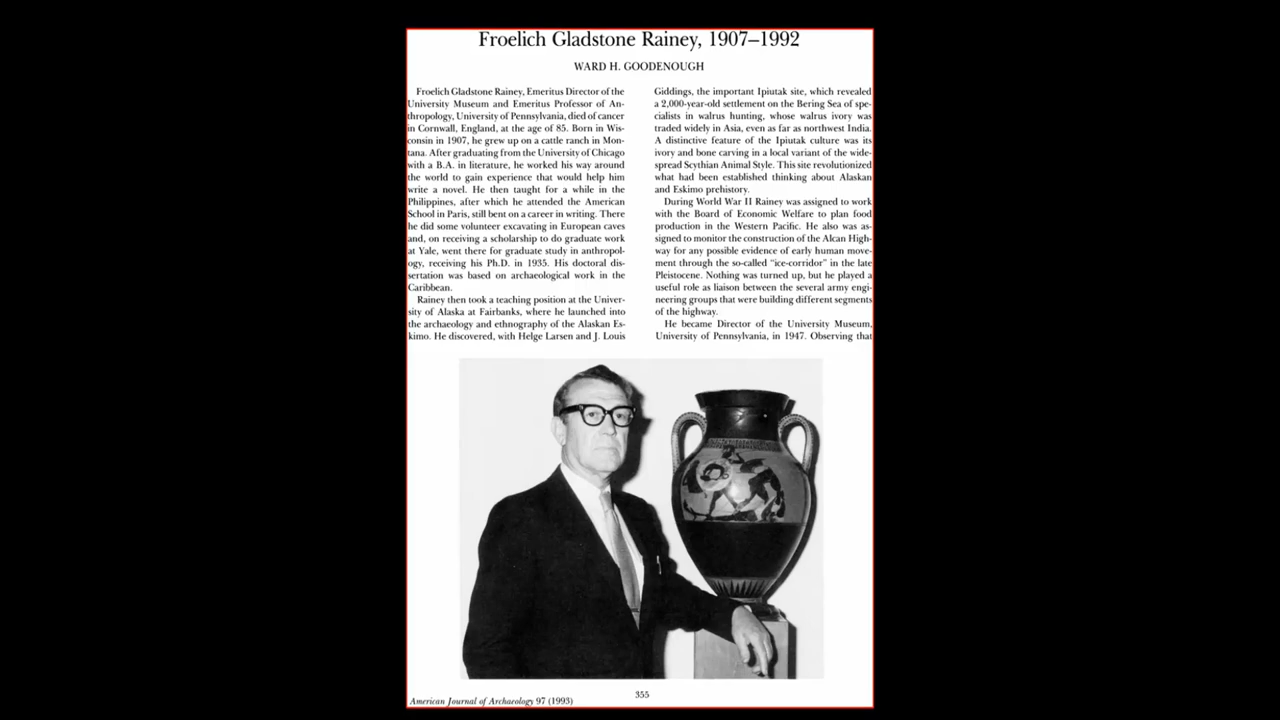 Froelich Gladstone Rainey, 1907–1992
WARD H. GOODENOUGH
Froelich Gladstone Rainey, Emeritus Director of the
University Museum and Emeritus Professor of An-
thropology, University of Pennsylvania, died of cancer
in Cornwall, England, at the age of 85. Born in Wis-
consin in 1907, he grew up on a cattle ranch in Mon-
tana. After graduating from the University of Chicago
with a B.A. in literature, he worked his way around
the world to gain experience that would help him
write a novel. He then taught for a while in the
Philippines, after which he attended the American
School in Paris, still bent on a career in writing. There
he did some volunteer excavating in European caves
and, on receiving a scholarship to do graduate work
at Yale, went there for graduate study in anthropol-
ogy, receiving his Ph.D. in 1935. His doctoral dis-
sertation was based on archaeological work in the
Caribbean.
Rainey then took a teaching position at the Univer-
sity of Alaska at Fairbanks, where he launched into
the archaeology and ethnography of the Alaskan Es-
kimo. He discovered, with Helge Larsen and J. Louis
Giddings, the important Ipiutak site, which revealed
a 2,000-year-old settlement on the Bering Sea of spe-
cialists in walrus hunting, whose walrus ivory was
traded widely in Asia, even as far as northwest India.
A distinctive feature of the Ipiutak culture was its
ivory and bone carving in a local variant of the wide-
spread Scythian Animal Style. This site revolutionized
what had been established thinking about Alaskan
and Eskimo prehistory.
During World War II Rainey was assigned to work
with the Board of Economic Welfare to plan food
production in the Western Pacific. He also was as-
signed to monitor the construction of the Alcan High-
way for any possible evidence of early human move-
ment through the so-called "ice-corridor" in the late
Pleistocene. Nothing was turned up, but he played a
useful role as liaison between the several army engi-
neering groups that were building different segments
of the highway.
He became Director of the University Museum,
University of Pennsylvania, in 1947. Observing that
355
American Journal of Archaeology 97 (1993)